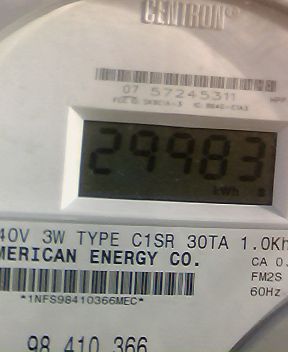 CENTRON®
07 57245311
29983
kWh
40V 3W TYPE C1SR 30TA 1.0Kh
MERICAN ENERGY CO.
CA 0.
FM2S
60Hz
*1NFS98410366MEC*
98 410 366